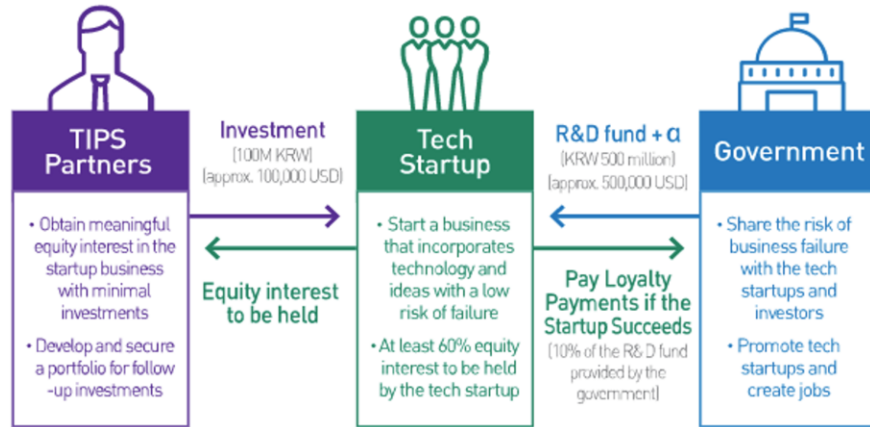 TIPS
Partners
• Obtain meaningful
equity interest in the
startup business
with minimal
investments
• Develop and secure
a portfolio for follow
-up investments
Investment
(100M KRW)
(approx. 100,000 USD)
Equity interest
to be held
Tech
Startup
• Start a business
that incorporates
technology and
ideas with a low
risk of failure
• At least 60% equity
interest to be held
by the tech startup
R&D fund + α
(KRW 500 million)
(approx. 500,000 USD)
Pay Loyalty
Payments if the
Startup Succeeds
(10% of the R& D fund
provided by the
government)
Government
• Share the risk of
business failure
with the tech
startups and
investors
• Promote tech
startups and
create jobs